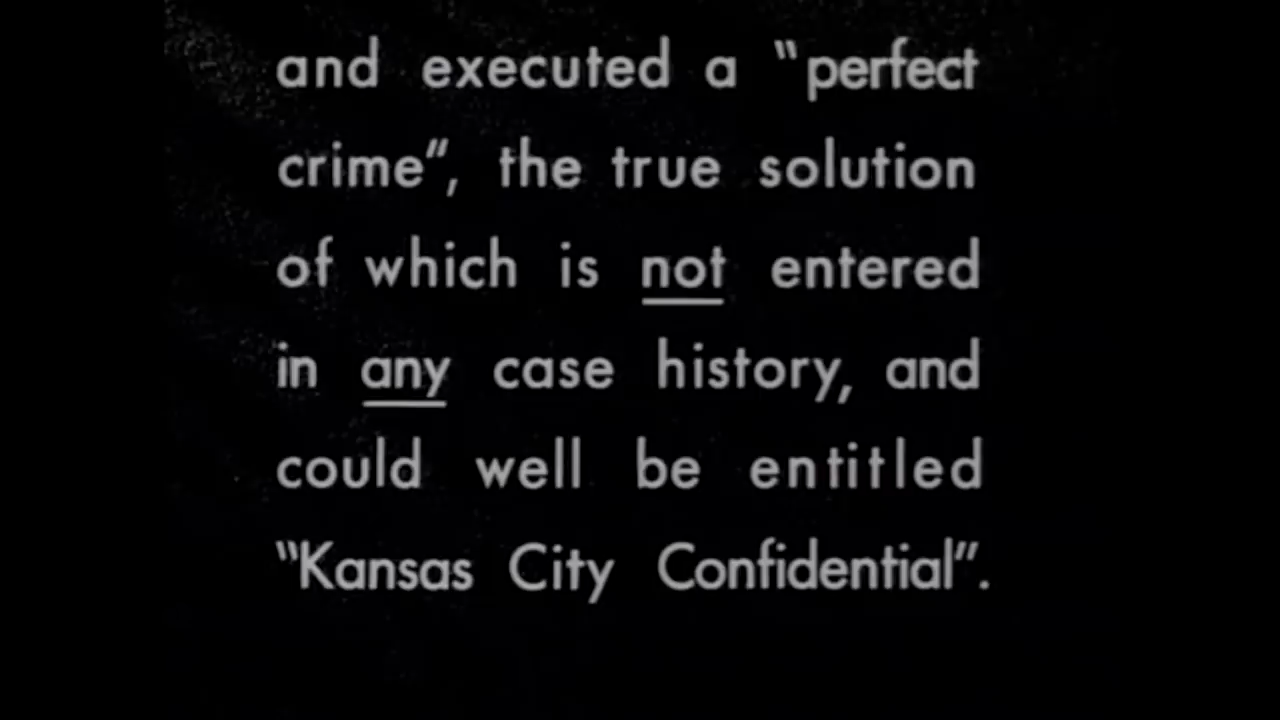 and executed a "perfect
crime", the true solution
of which is not entered
in any case history, and
could well be entitled
"Kansas City Confidential".